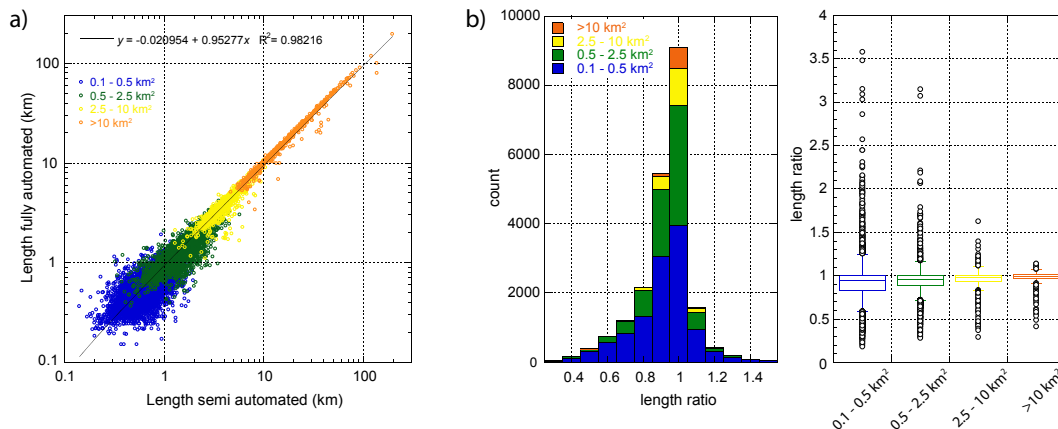 a)
y = -0.020954 + 0.95277x R²= 0.98216
0.1 - 0.5 km²
0.5 - 2.5 km²
2.5 - 10 km²
>10 km²
100
10
1
0.1
0.1 1 10 100
Length fully automated (km)
Length semi automated (km)
b)
>10 km²
2.5 - 10 km²
0.5 - 2.5 km²
0.1 - 0.5 km²
10000
8000
6000
4000
2000
0
count
0.4 0.6 0.8 1 1.2 1.4
length ratio
4
3.5
3
2.5
2
1.5
1
0.5
0
length ratio
0.1 - 0.5 km²
0.5 - 2.5 km²
2.5 - 10 km²
>10 km²